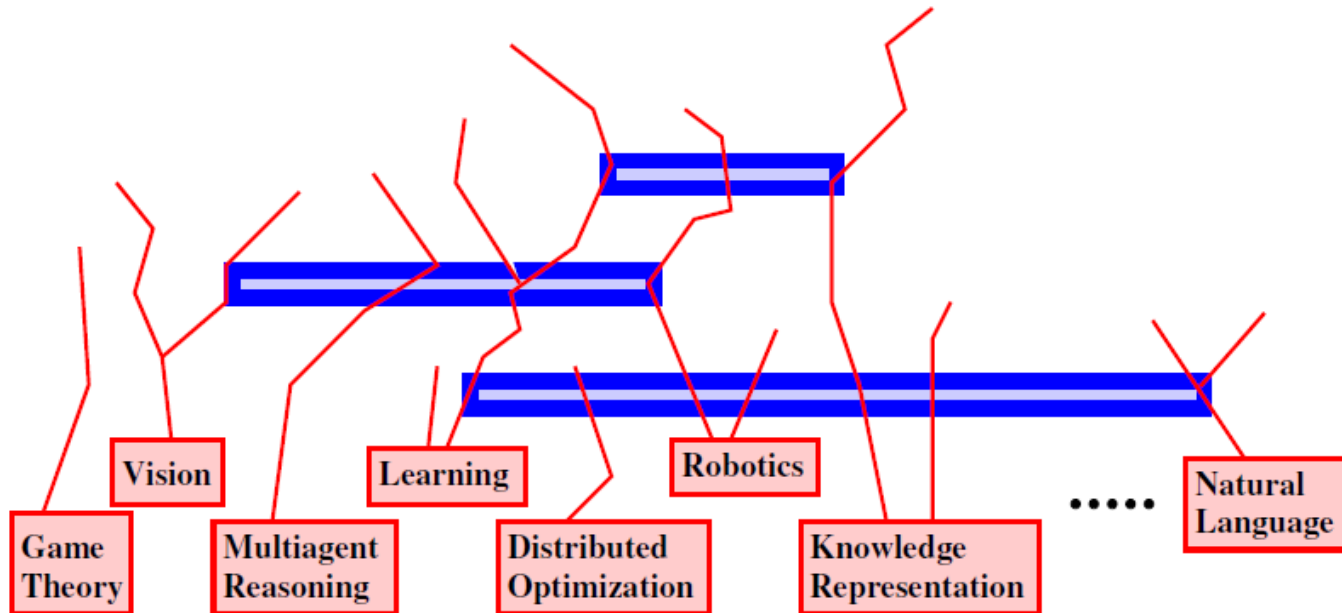 Vision
Learning
Robotics
Natural
Language
Game
Theory
Multiagent
Reasoning
Distributed
Optimization
Knowledge
Representation
.....